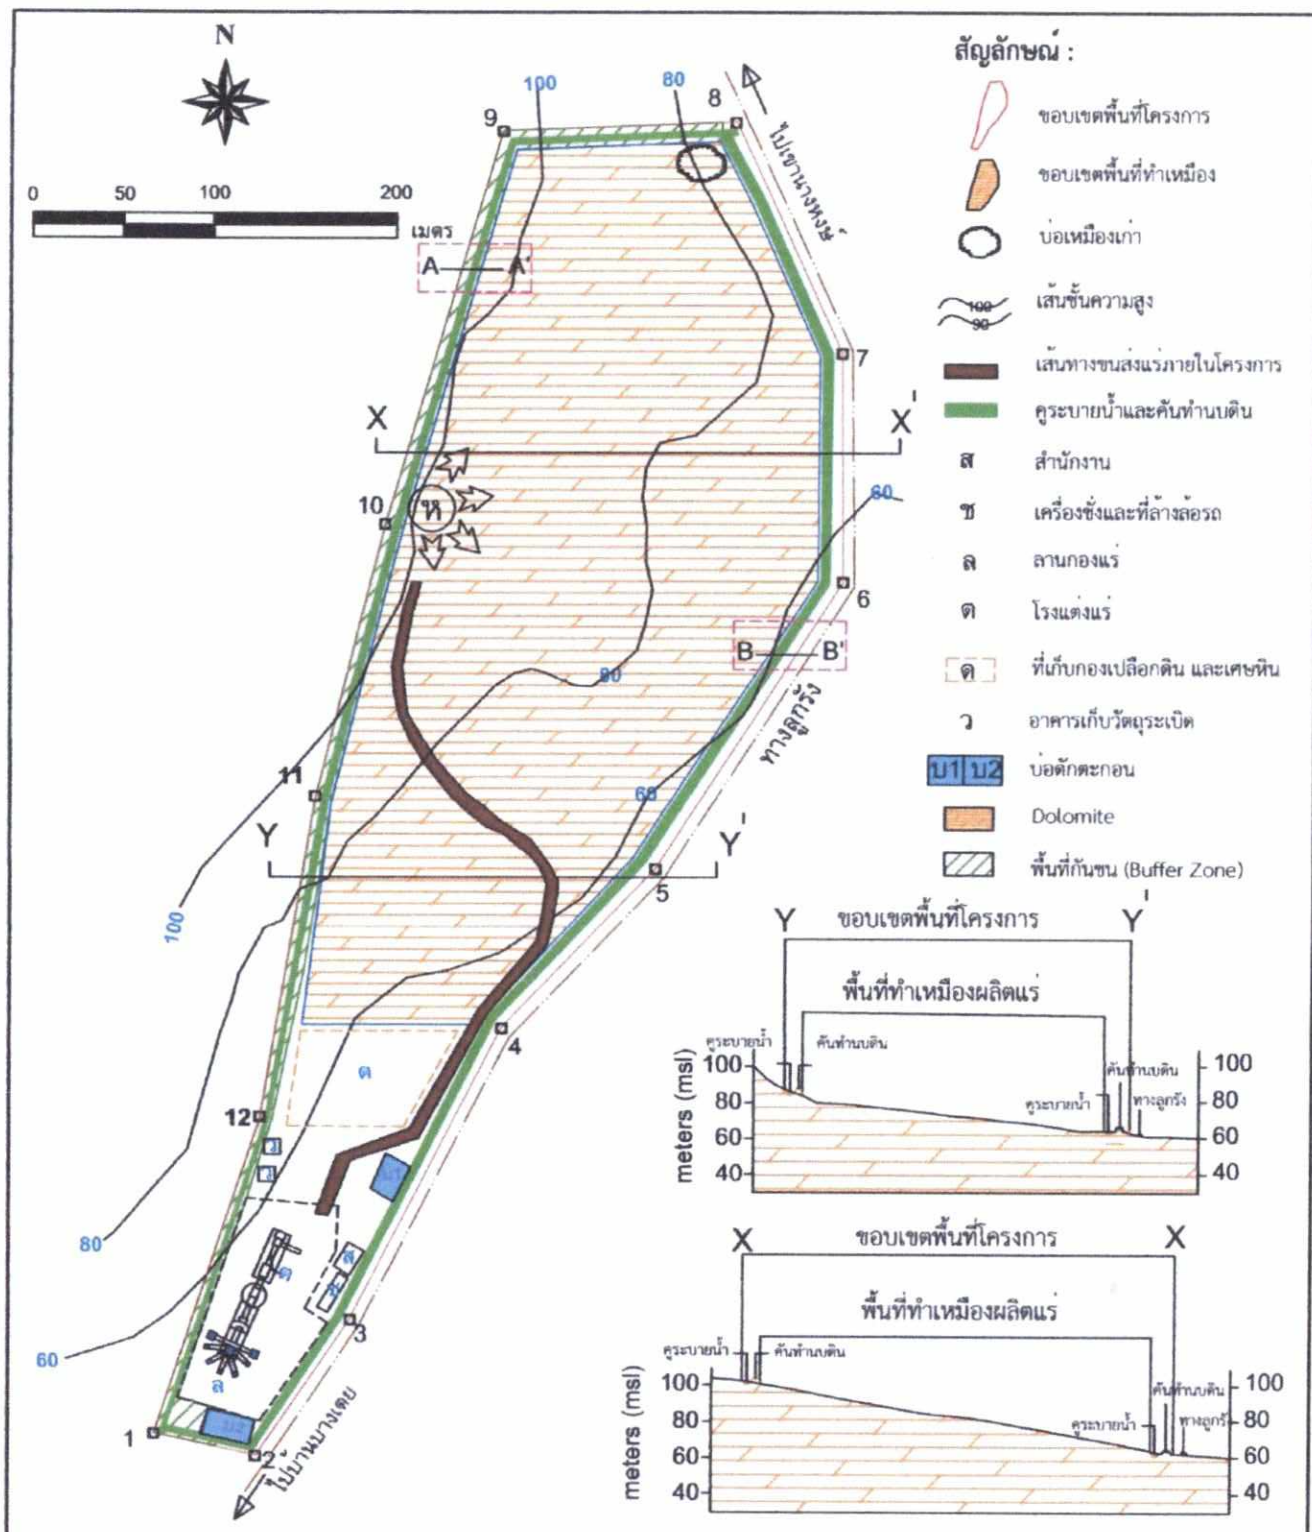 N
0 50 100 200
เมตร
9
100
80
8
ไปเขานางหงษ์
A A'
7
X X'
10
ห
60
6
B B'
ทางลูกรัง
80
11
60
Y Y'
5
100
4
ด
12
ว
ว
บ1
80
ส
ด
ช
3
60
ล
1
บ2
2
ไปบ้านบางเตย
สัญลักษณ์ :
ขอบเขตพื้นที่โครงการ
ขอบเขตพื้นที่ทำเหมือง
บ่อเหมืองเก่า
100
90
เส้นชั้นความสูง
เส้นทางขนส่งแร่ภายในโครงการ
คูระบายน้ำและคันทำนบดิน
ส สำนักงาน
ช เครื่องชั่งและที่ล้างล้อรถ
ล ลานกองแร่
ด โรงแต่งแร่
ด ที่เก็บกองเปลือกดิน และเศษหิน
ว อาคารเก็บวัตถุระเบิด
บ1 บ2 บ่อดักตะกอน
Dolomite
พื้นที่กันชน (Buffer Zone)
Y ขอบเขตพื้นที่โครงการ Y'
พื้นที่ทำเหมืองผลิตแร่
คูระบายน้ำ คันทำนบดิน
คันทำนบดิน
คูระบายน้ำ ทางลูกรัง
meters (msl)
100 100
80 80
60 60
40 40
X ขอบเขตพื้นที่โครงการ X
พื้นที่ทำเหมืองผลิตแร่
คูระบายน้ำ คันทำนบดิน
คันทำนบดิน
คูระบายน้ำ ทางลูกรั
meters (msl)
100 100
80 80
60 60
40 40